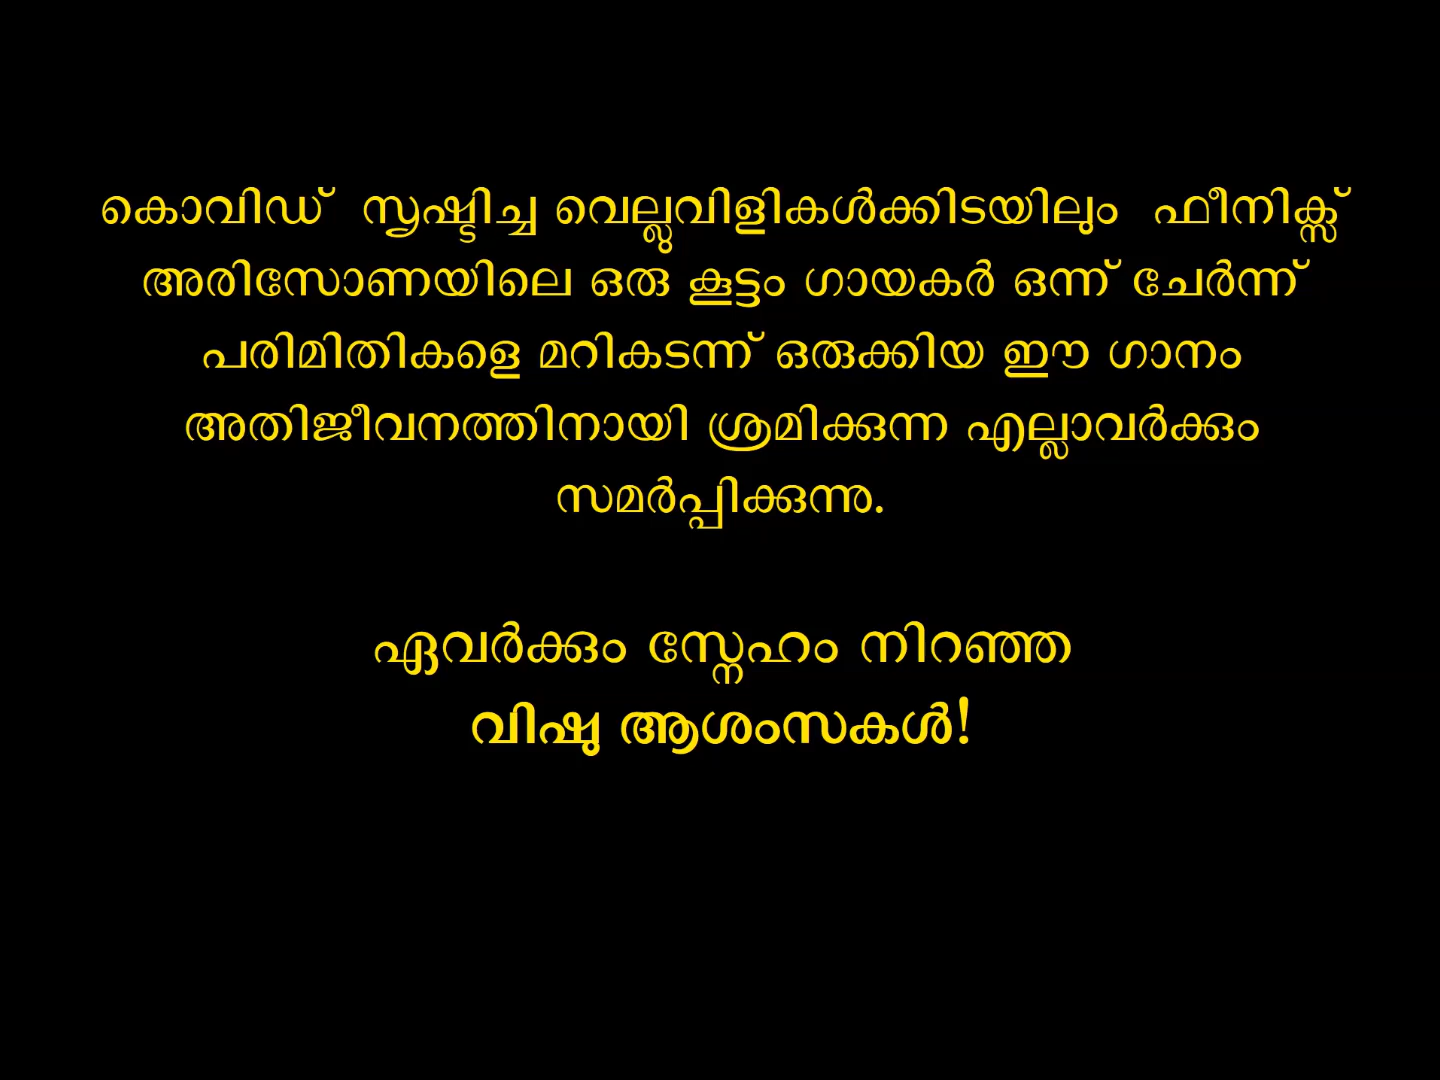 കൊവിഡ് സൃഷ്ടിച്ച വെല്ലുവിളികൾക്കിടയിലും ഫീനിക്സ്
അരിസോണയിലെ ഒരു കൂട്ടം ഗായകർ ഒന്ന് ചേർന്ന്
പരിമിതികളെ മറികടന്ന് ഒരുക്കിയ ഈ ഗാനം
അതിജീവനത്തിനായി ശ്രമിക്കുന്ന എല്ലാവർക്കും
സമർപ്പിക്കുന്നു.
ഏവർക്കും സ്നേഹം നിറഞ്ഞ
വിഷു ആശംസകൾ!